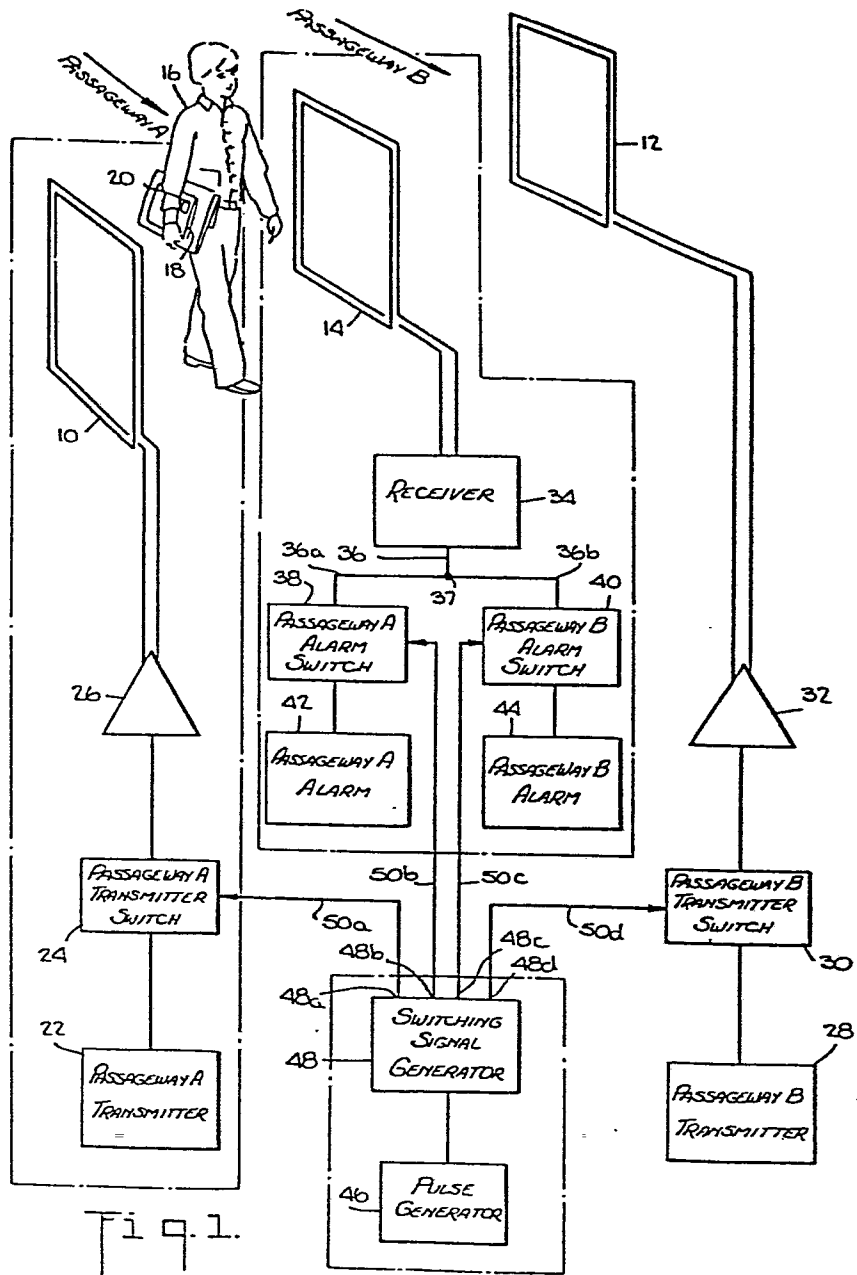 PASSAGEWAY A
PASSAGEWAY B
16
12
20
18
14
10
RECEIVER
34
36a
36
36b
37
38
40
PASSAGEWAY A
ALARM
SWITCH
PASSAGEWAY B
ALARM
SWITCH
26
32
42
44
PASSAGEWAY A
ALARM
PASSAGEWAY B
ALARM
50b
50c
PASSAGEWAY A
TRANSMITTER
SWITCH
PASSAGEWAY B
TRANSMITTER
SWITCH
50a
50d
24
30
48b
48c
48a
48d
22
28
SWITCHING
SIGNAL
GENERATOR
48
PASSAGEWAY A
TRANSMITTER
PASSAGEWAY B
TRANSMITTER
46
PULSE
GENERATOR
Fig. 1.